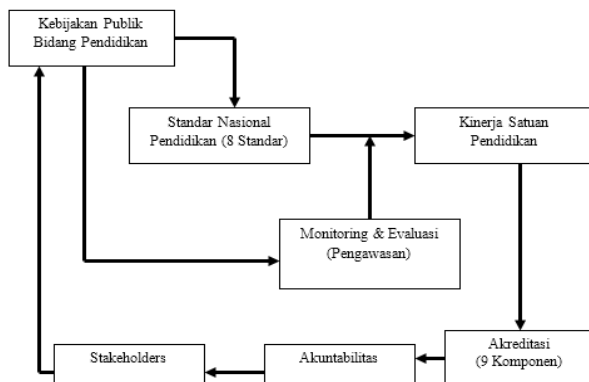 Kebijakan Publik
Bidang Pendidikan
Standar Nasional
Pendidikan (8 Standar)
Kinerja Satuan
Pendidikan
Monitoring & Evaluasi
(Pengawasan)
Akreditasi
(9 Komponen)
Akuntabilitas
Stakeholders